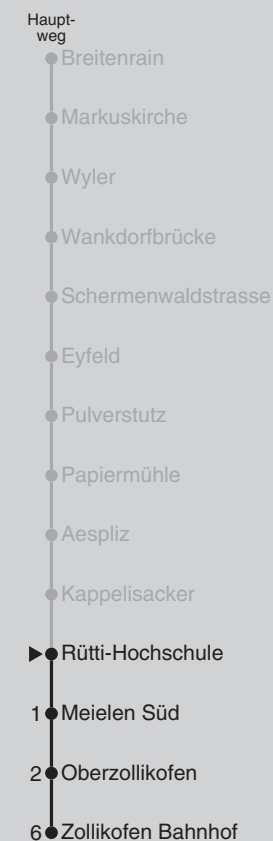 Haupt-
weg
Breitenrain
Markuskirche
Wyler
Wankdorfbrücke
Schermenwaldstrasse
Eyfeld
Pulverstutz
Papiermühle
Aespliz
Kappelisacker
Rütti-Hochschule
1 Meielen Süd
2 Oberzollikofen
6 Zollikofen Bahnhof